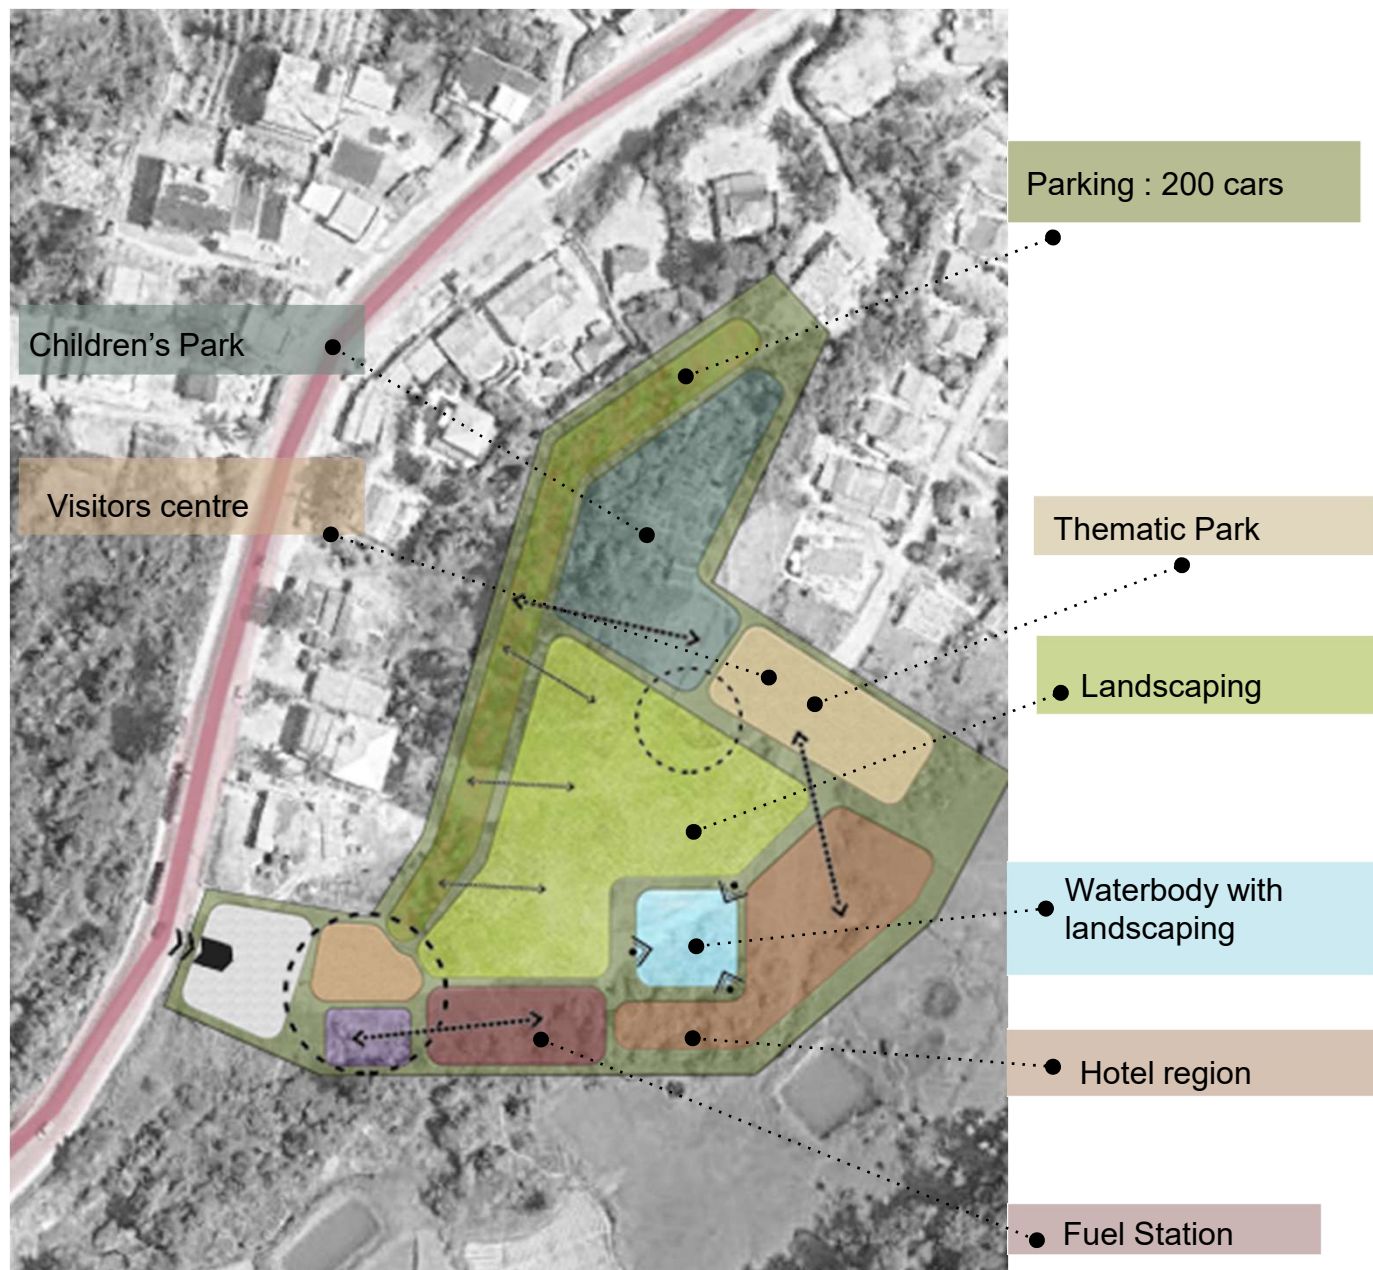 Parking : 200 cars
Children’s Park
Visitors centre
Thematic Park
Landscaping
Waterbody with
landscaping
Hotel region
Fuel Station